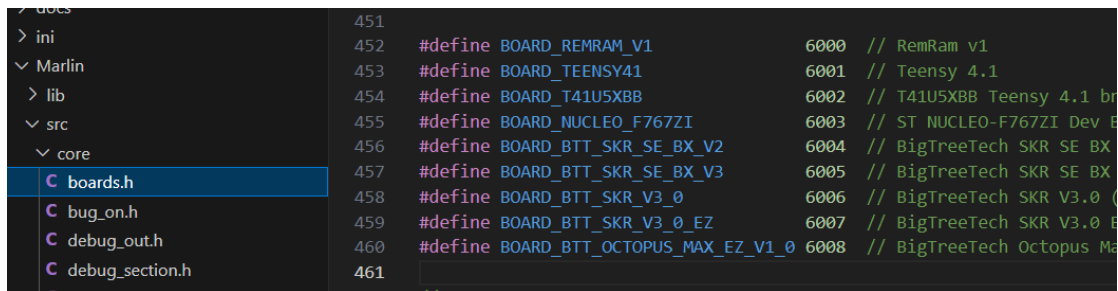 docs
ini
Marlin
lib
src
core
boards.h
bug_on.h
debug_out.h
debug_section.h
451
452 #define BOARD_REMRAM_V1 6000 // RemRam v1
453 #define BOARD_TEENSY41 6001 // Teensy 4.1
454 #define BOARD_T41U5XBB 6002 // T41U5XBB Teensy 4.1 br
455 #define BOARD_NUCLEO_F767ZI 6003 // ST NUCLEO-F767ZI Dev B
456 #define BOARD_BTT_SKR_SE_BX_V2 6004 // BigTreeTech SKR SE BX
457 #define BOARD_BTT_SKR_SE_BX_V3 6005 // BigTreeTech SKR SE BX
458 #define BOARD_BTT_SKR_V3_0 6006 // BigTreeTech SKR V3.0 (
459 #define BOARD_BTT_SKR_V3_0_EZ 6007 // BigTreeTech SKR V3.0 E
460 #define BOARD_BTT_OCTOPUS_MAX_EZ_V1_0 6008 // BigTreeTech Octopus Ma
461